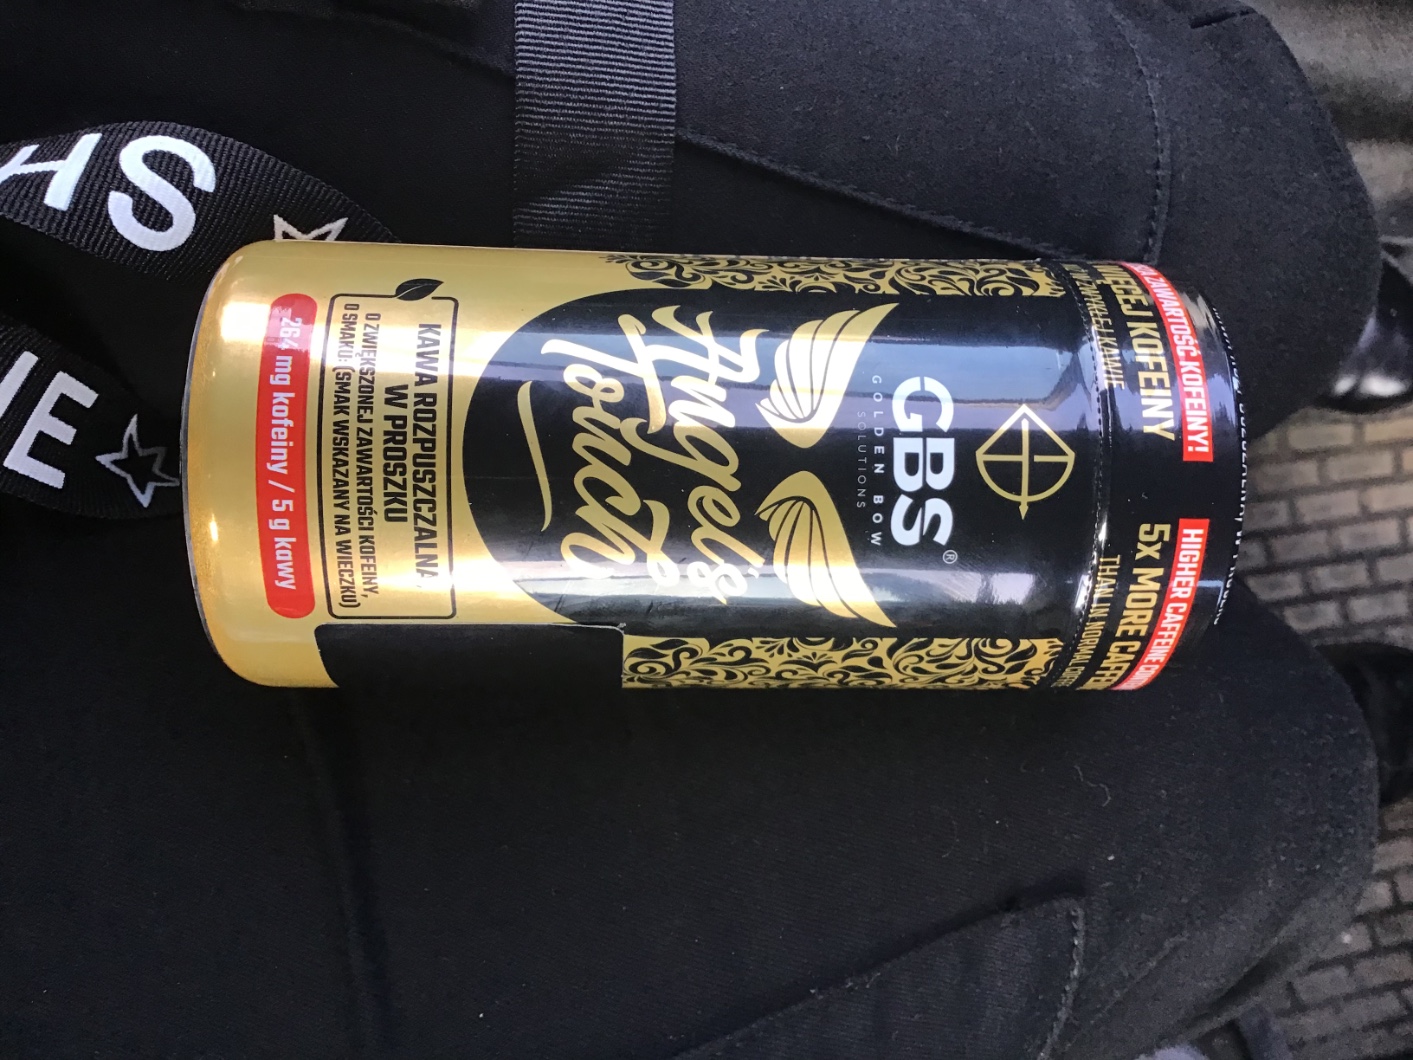 ZAWARTOŚĆ KOFEINY!
WIĘCEJ KOFEINY
HIGHER CAFFEINE
5X MORE
THAN IN NORMAL
GBS®
GOLDEN BOW
SOLUTIONS
Angel's
Touch
KAWA ROZPUSZCZALNA
W PROSZKU
O ZWIĘKSZONEJ ZAWARTOŚCI KOFEINY,
O SMAKU: (SMAK WSKAZANY NA WIECZKU)
264 mg kofeiny / 5 g kawy